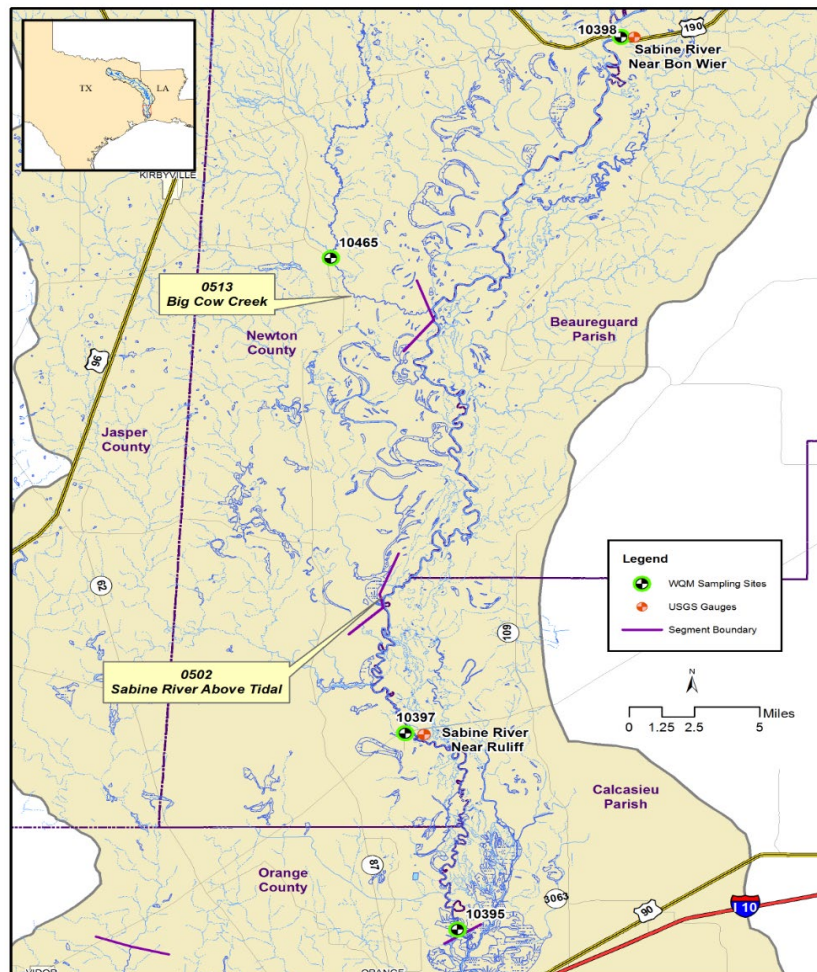 10398
190
Sabine River
Near Bon Wier
TX
LA
KIRBYVILLE
10465
0513
Big Cow Creek
Newton
County
Beaureguard
Parish
96
Jasper
County
Legend
WQM Sampling Sites
USGS Gauges
Segment Boundary
62
109
N
0 1.25 2.5 5
Miles
0502
Sabine River Above Tidal
10397
Sabine River
Near Ruliff
Calcasieu
Parish
Orange
County
87
3063
10395
90
I 10
VIDOR
ORANGE